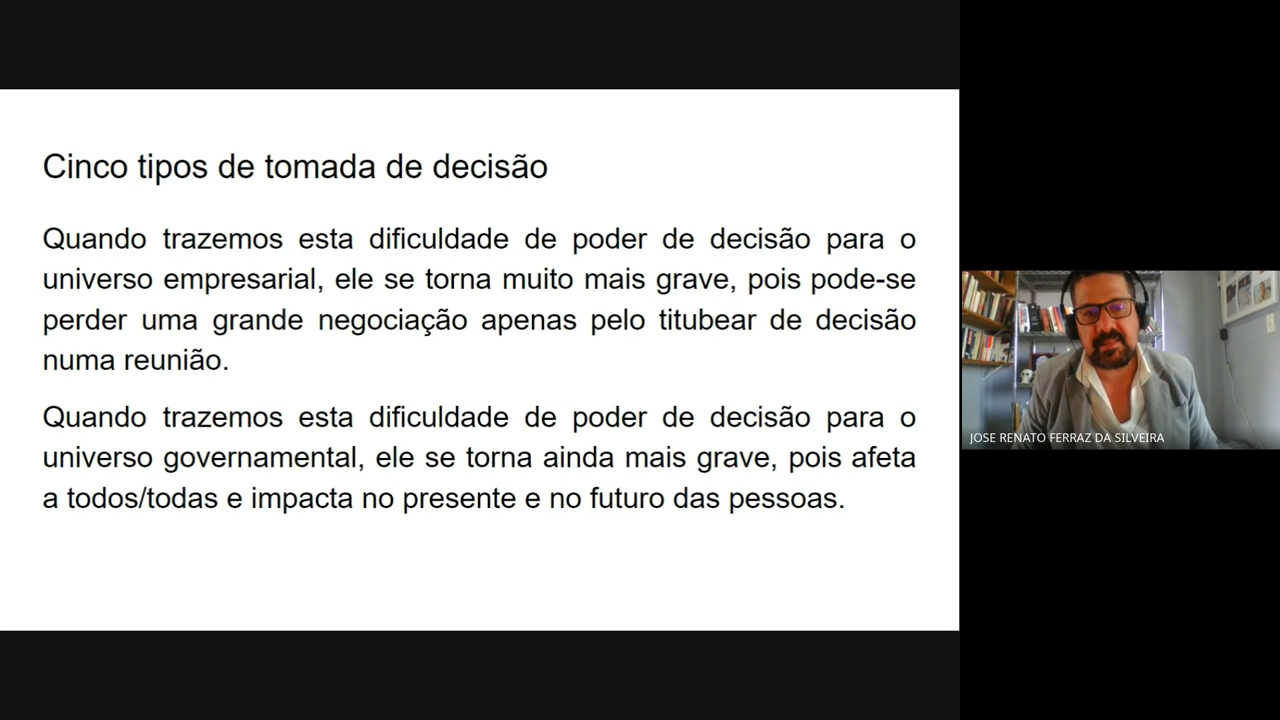 Cinco tipos de tomada de decisão
Quando trazemos esta dificuldade de poder de decisão para o
universo empresarial, ele se torna muito mais grave, pois pode-se
perder uma grande negociação apenas pelo titubear de decisão
numa reunião.
Quando trazemos esta dificuldade de poder de decisão para o
universo governamental, ele se torna ainda mais grave, pois afeta
a todos/todas e impacta no presente e no futuro das pessoas.
JOSE RENATO FERRAZ DA SILVEIRA